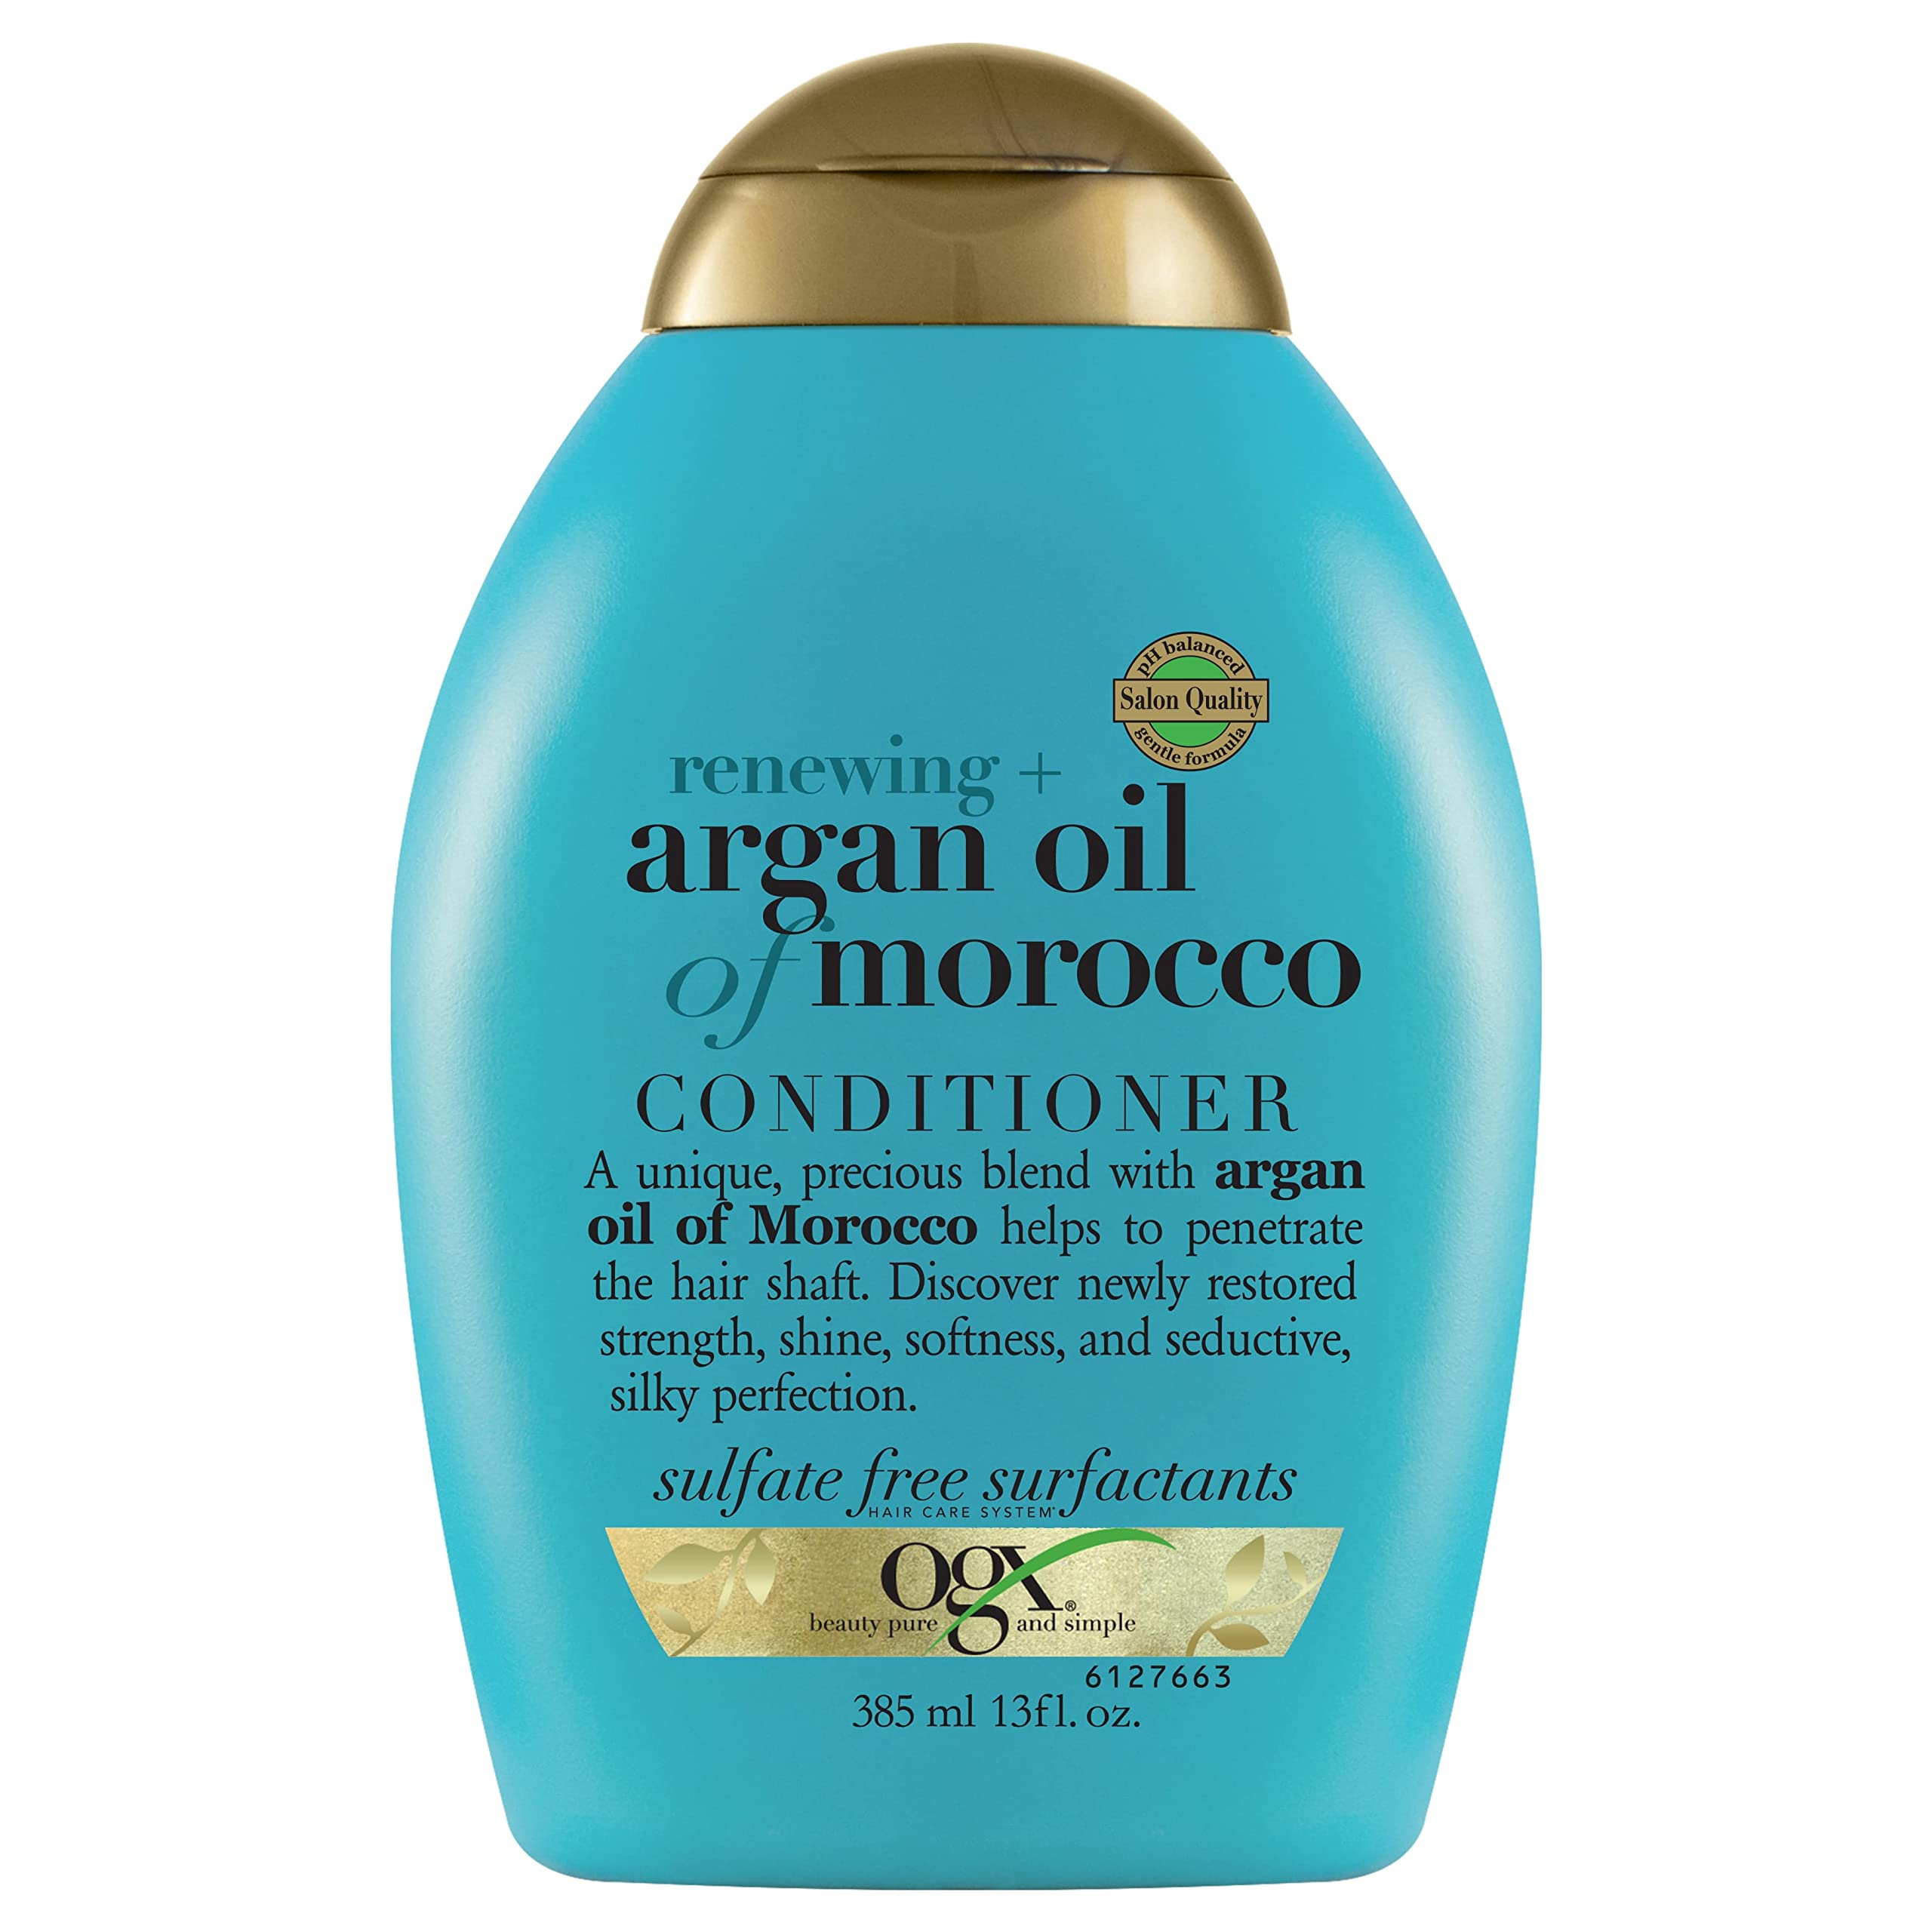 pH balanced
Salon Quality
gentle formula
renewing +
argan oil
of morocco
CONDITIONER
A unique, precious blend with argan
oil of Morocco helps to penetrate
the hair shaft. Discover newly restored
strength, shine, softness, and seductive,
silky perfection.
sulfate free surfactants
HAIR CARE SYSTEM
ogx®
beauty pure and simple
6127663
385 ml 13fl. oz.